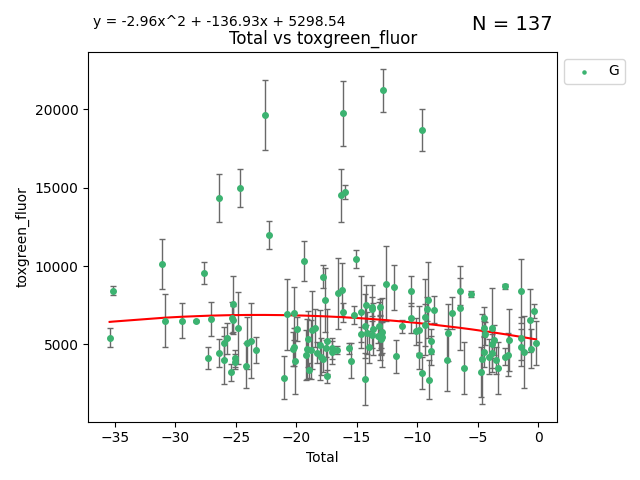 y = -2.96x^2 + -136.93x + 5298.54
N = 137
Total vs toxgreen_fluor
G
20000
15000
10000
5000
toxgreen_fluor
−35 −30 −25 −20 −15 −10 −5 0
Total